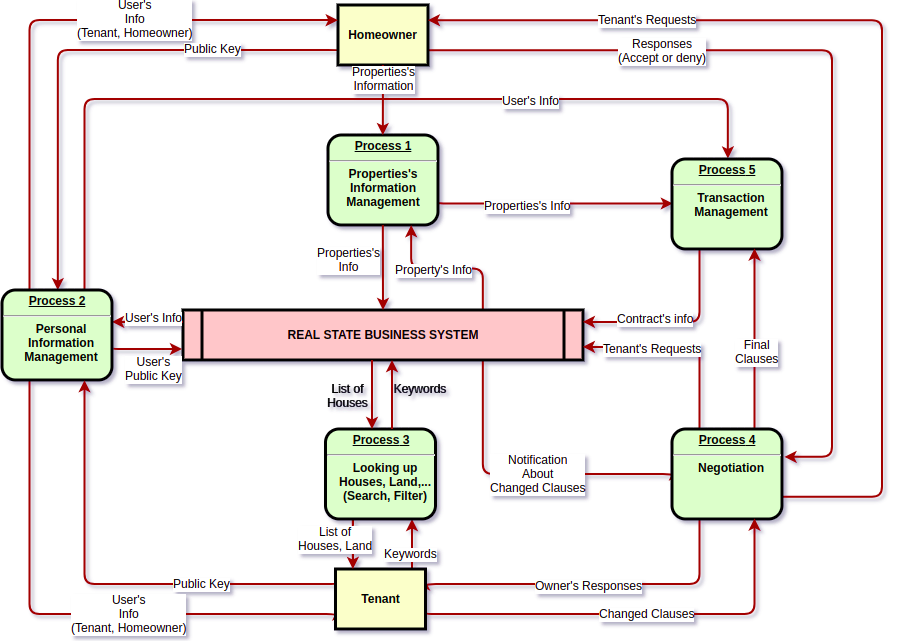 User's
Info
(Tenant, Homeowner)
Public Key
Homeowner
Tenant's Requests
Responses
(Accept or deny)
Properties's
Information
User's Info
Process 1
Properties's
Information
Management
Process 5
Transaction
Management
Properties's Info
Properties's
Info
Property's Info
Process 2
Personal
Information
Management
User's Info
User's
Public Key
REAL STATE BUSINESS SYSTEM
Contract's info
Tenant's Requests
Final
Clauses
List of
Houses
Keywords
Process 3
Looking up
Houses, Land,...
(Search, Filter)
Notification
About
Changed Clauses
Process 4
Negotiation
List of
Houses, Land
Keywords
Public Key
User's
Info
(Tenant, Homeowner)
Tenant
Owner's Responses
Changed Clauses